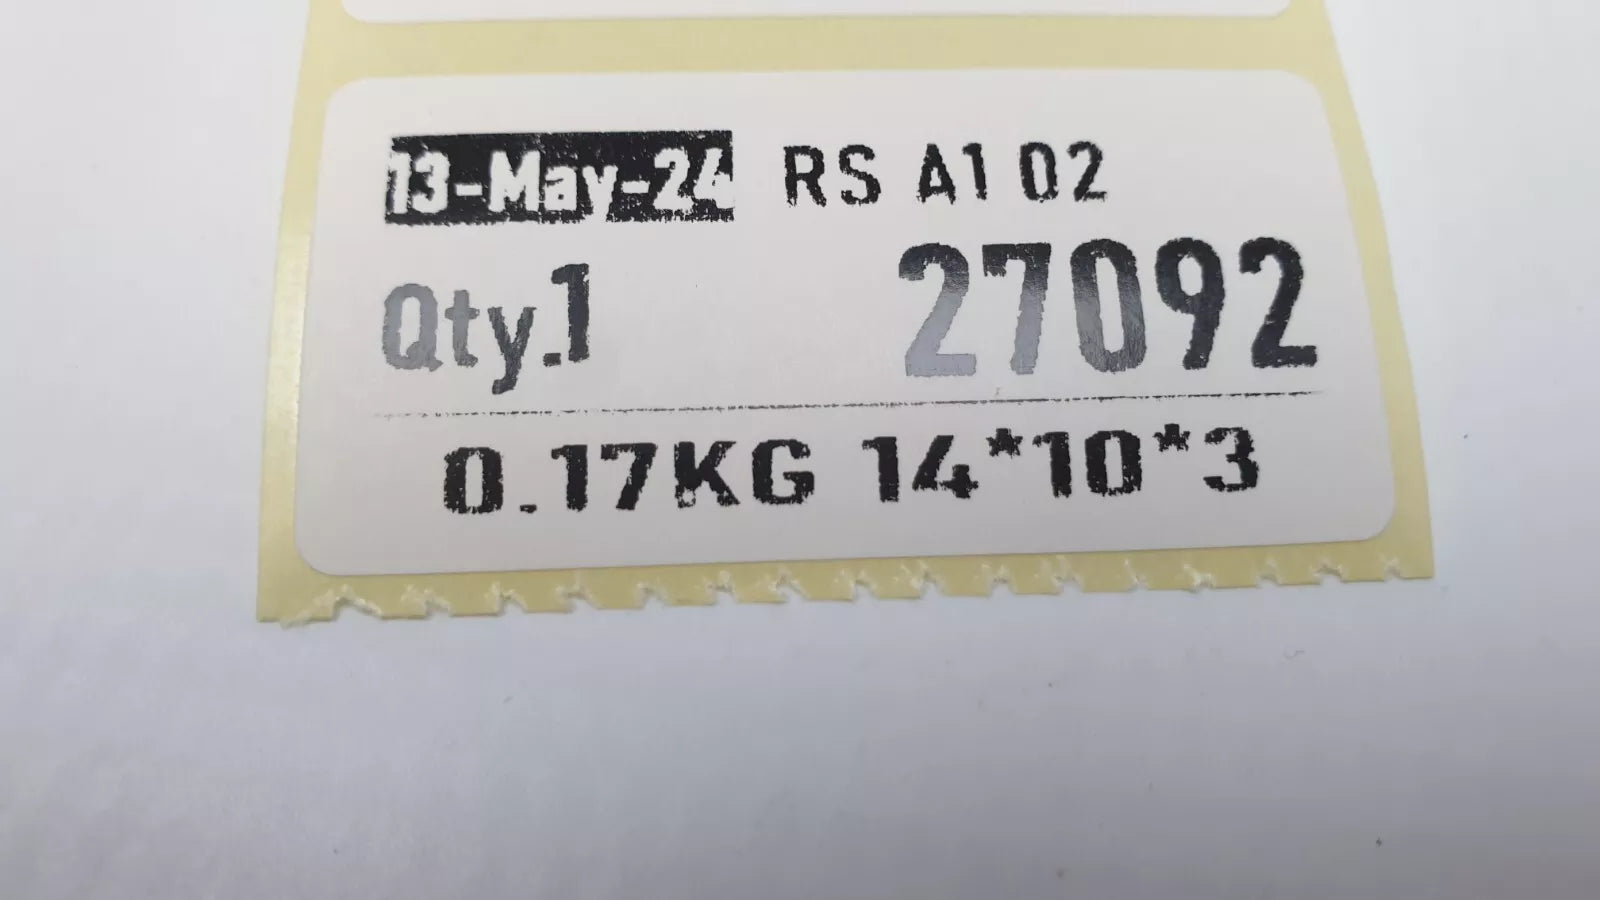 13-May-24 RS A1 02
Qty.1 27092
0.17KG 14*10*3